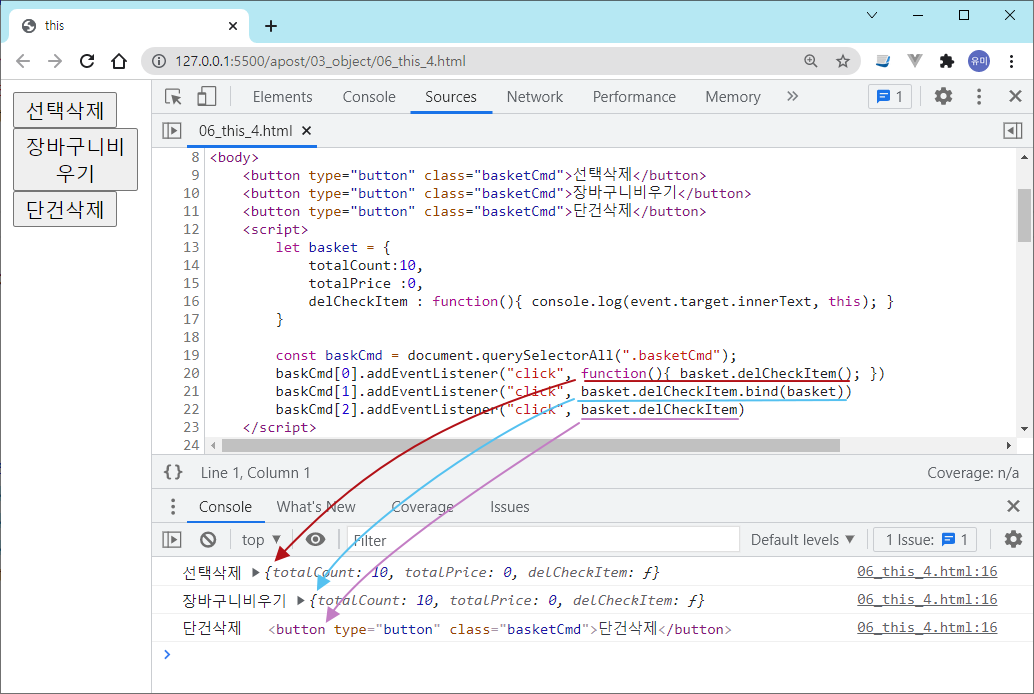 this
127.0.0.1:5500/apost/03_object/06_this_4.html
유미
선택삭제
장바구니비
우기
단건삭제
Elements Console Sources Network Performance Memory » 1
06_this_4.html
8 <body>
9 <button type="button" class="basketCmd">선택삭제</button>
10 <button type="button" class="basketCmd">장바구니비우기</button>
11 <button type="button" class="basketCmd">단건삭제</button>
12 <script>
13 let basket = {
14 totalCount:10,
15 totalPrice :0,
16 delCheckItem : function(){ console.log(event.target.innerText, this); }
17 }
18
19 const baskCmd = document.querySelectorAll(".basketCmd");
20 baskCmd[0].addEventListener("click", function(){ basket.delCheckItem(); })
21 baskCmd[1].addEventListener("click", basket.delCheckItem.bind(basket))
22 baskCmd[2].addEventListener("click", basket.delCheckItem)
23 </script>
24
{} Line 1, Column 1 Coverage: n/a
Console What's New Coverage Issues
top Filter Default levels 1 Issue: 1
선택삭제 {totalCount: 10, totalPrice: 0, delCheckItem: ƒ} 06_this_4.html:16
장바구니비우기 {totalCount: 10, totalPrice: 0, delCheckItem: ƒ} 06_this_4.html:16
단건삭제 <button type="button" class="basketCmd">단건삭제</button> 06_this_4.html:16